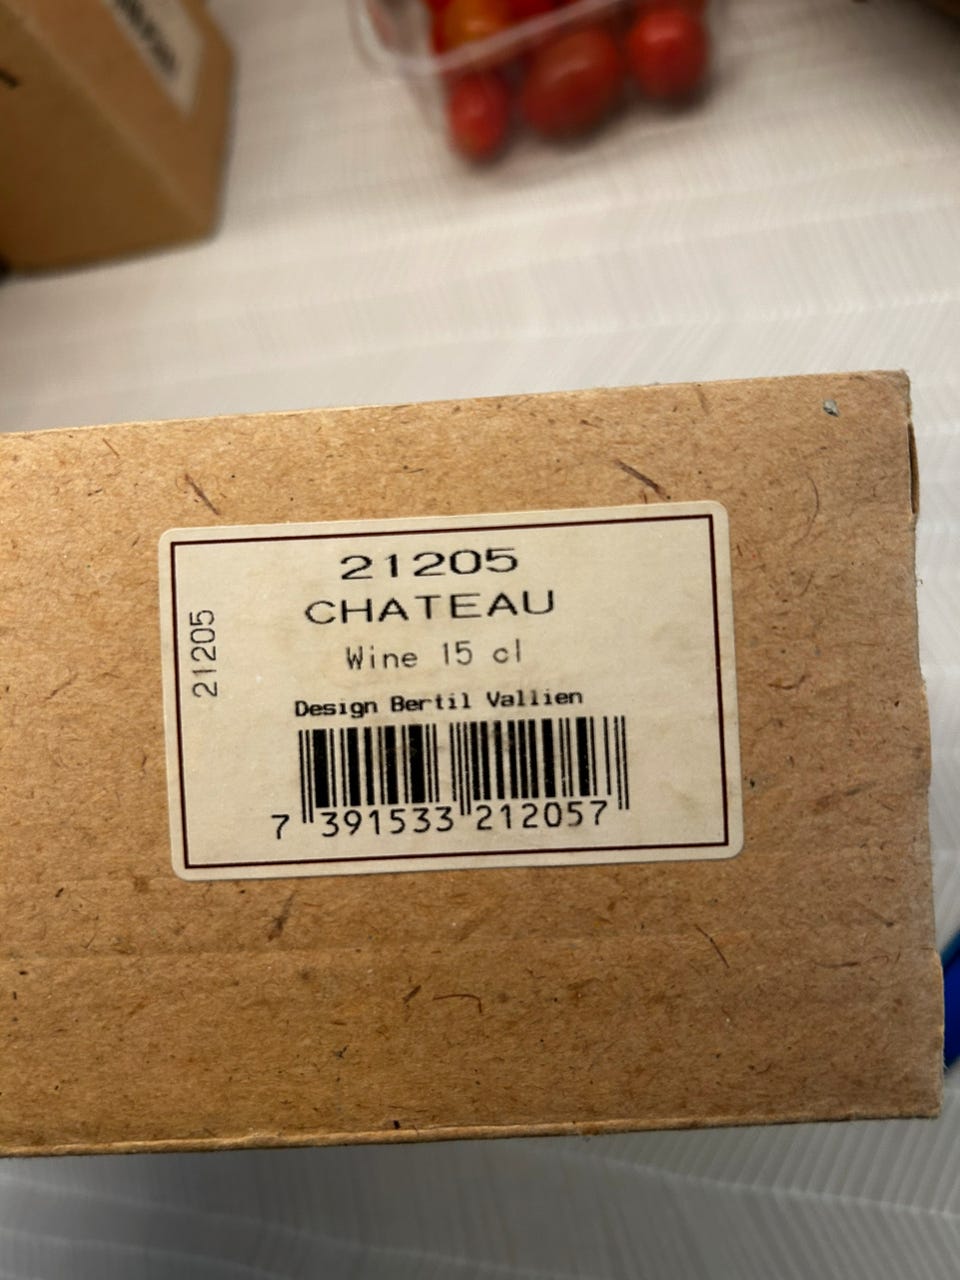 21205
CHATEAU
Wine 15 cl
Design Bertil Vallien
7 391533 212057
21205